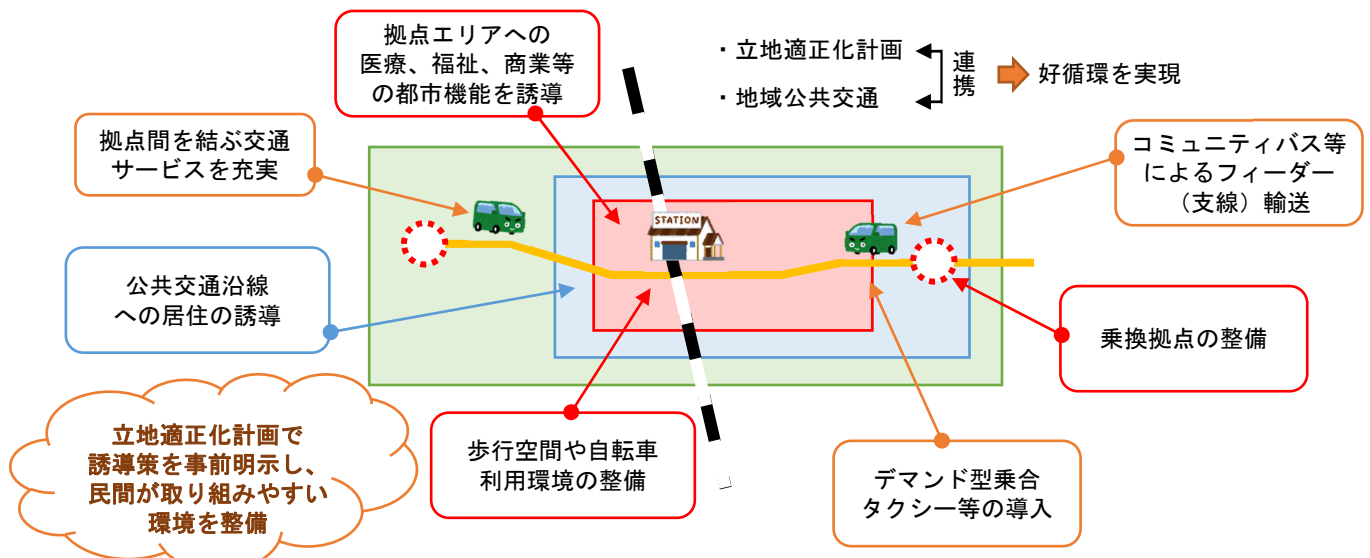 拠点エリアへの
医療、福祉、商業等
の都市機能を誘導
・立地適正化計画
・地域公共交通
連携
好循環を実現
拠点間を結ぶ交通
サービスを充実
コミュニティバス等
によるフィーダー
（支線）輸送
STATION
公共交通沿線
への居住の誘導
乗換拠点の整備
立地適正化計画で
誘導策を事前明示し、
民間が取り組みやすい
環境を整備
歩行空間や自転車
利用環境の整備
デマンド型乗合
タクシー等の導入